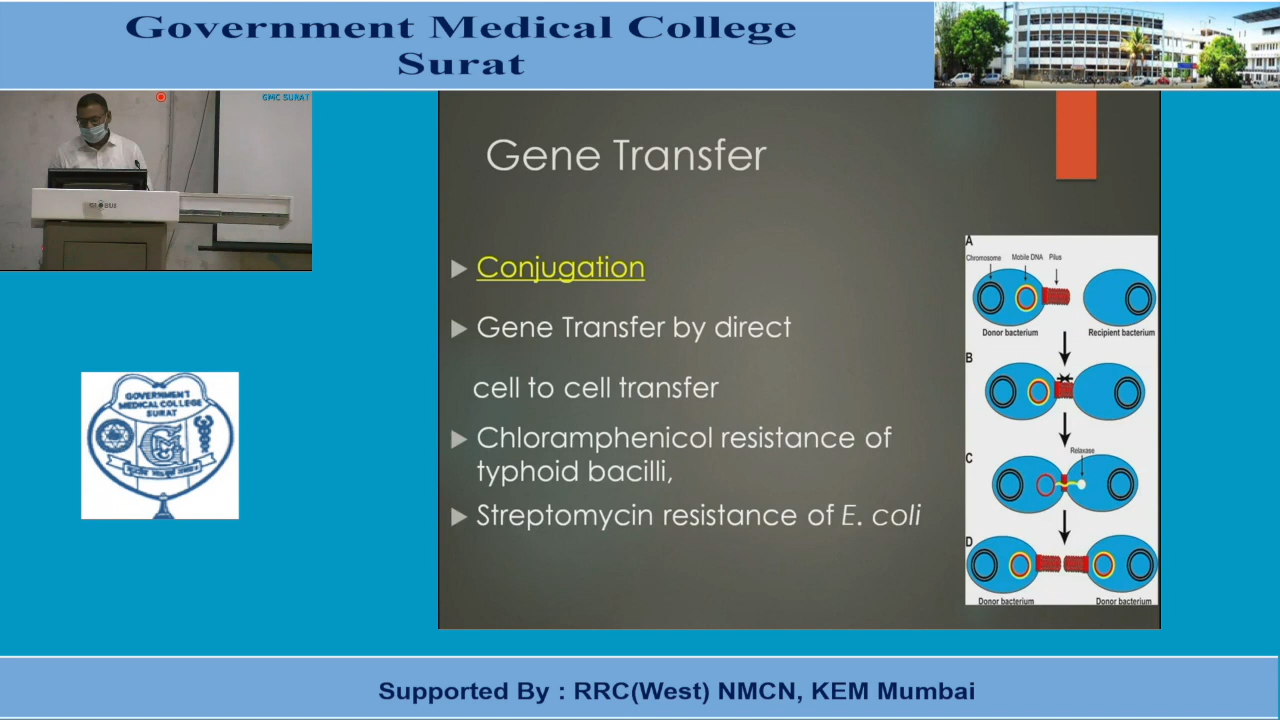 Government Medical College
Surat
GMC SURAT
Gene Transfer
Conjugation
Gene Transfer by direct
cell to cell transfer
Chloramphenicol resistance of
typhoid bacilli,
Streptomycin resistance of E. coli
A
Chromosome Mobile DNA Pilus
Donor bacterium Recipient bacterium
B
C
Relaxase
D
Donor bacterium Donor bacterium
GOVERNMENT
MEDICAL COLLEGE
SURAT
Supported By : RRC(West) NMCN, KEM Mumbai